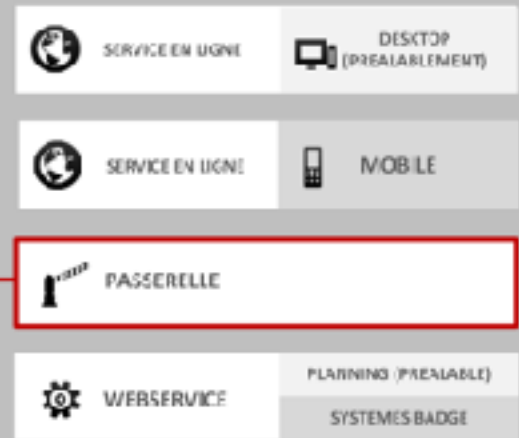 SERVICE EN LIGNE
DESKTOP
(PREALABLEMENT)
SERVICE EN LIGNE
MOBILE
PASSERELLE
WEBSERVICE
PLANNING (PREALABLE)
SYSTEMES BADGE